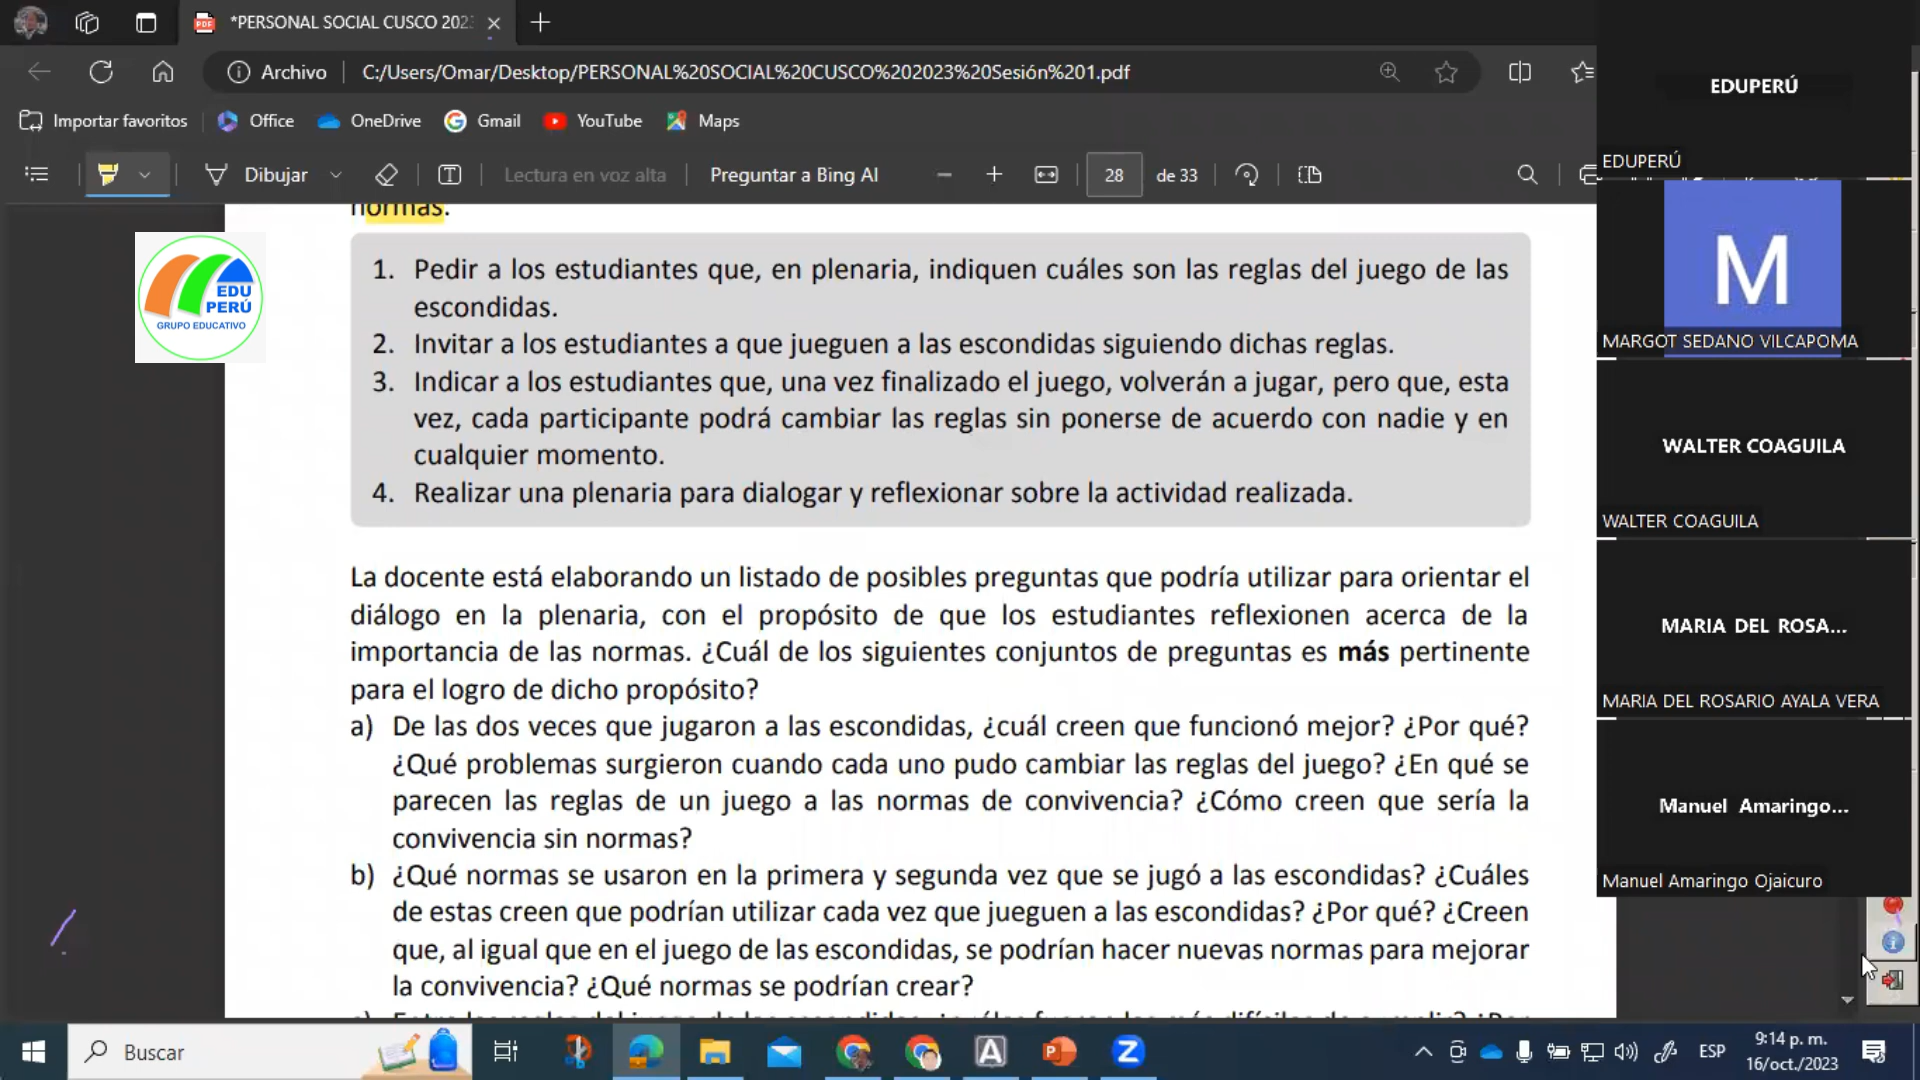 *PERSONAL SOCIAL CUSCO 202
Archivo
C:/Users/Omar/Desktop/PERSONAL%20SOCIAL%20CUSCO%202023%20Sesión%201.pdf
Importar favoritos
Office
OneDrive
Gmail
YouTube
Maps
Dibujar
Lectura en voz alta
Preguntar a Bing AI
28
de 33
normas.
EDU
PERÚ
GRUPO EDUCATIVO
1. Pedir a los estudiantes que, en plenaria, indiquen cuáles son las reglas del juego de las
escondidas.
2. Invitar a los estudiantes a que jueguen a las escondidas siguiendo dichas reglas.
3. Indicar a los estudiantes que, una vez finalizado el juego, volverán a jugar, pero que, esta
vez, cada participante podrá cambiar las reglas sin ponerse de acuerdo con nadie y en
cualquier momento.
4. Realizar una plenaria para dialogar y reflexionar sobre la actividad realizada.
La docente está elaborando un listado de posibles preguntas que podría utilizar para orientar el
diálogo en la plenaria, con el propósito de que los estudiantes reflexionen acerca de la
importancia de las normas. ¿Cuál de los siguientes conjuntos de preguntas es más pertinente
para el logro de dicho propósito?
a) De las dos veces que jugaron a las escondidas, ¿cuál creen que funcionó mejor? ¿Por qué?
¿Qué problemas surgieron cuando cada uno pudo cambiar las reglas del juego? ¿En qué se
parecen las reglas de un juego a las normas de convivencia? ¿Cómo creen que sería la
convivencia sin normas?
b) ¿Qué normas se usaron en la primera y segunda vez que se jugó a las escondidas? ¿Cuáles
de estas creen que podrían utilizar cada vez que jueguen a las escondidas? ¿Por qué? ¿Creen
que, al igual que en el juego de las escondidas, se podrían hacer nuevas normas para mejorar
la convivencia? ¿Qué normas se podrían crear?
EDUPERÚ
EDUPERÚ
M
MARGOT SEDANO VILCAPOMA
WALTER COAGUILA
WALTER COAGUILA
MARIA DEL ROSA...
MARIA DEL ROSARIO AYALA VERA
Manuel Amaringo...
Manuel Amaringo Ojaicuro
Buscar
ESP
9:14 p. m.
16/oct./2023